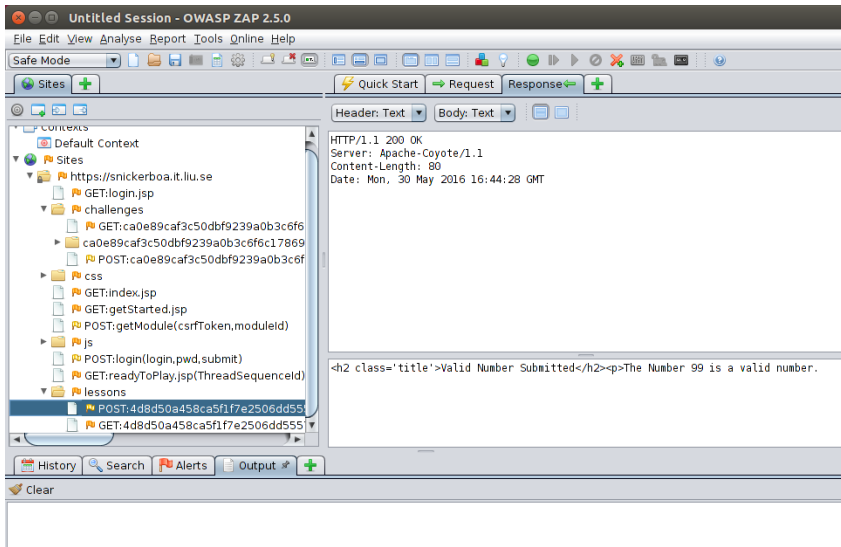 Untitled Session - OWASP ZAP 2.5.0
File Edit View Analyse Report Tools Online Help
Safe Mode
Sites
Quick Start
Request
Response
Header: Text
Body: Text
Contexts
Default Context
Sites
https://snickerboa.it.liu.se
GET:login.jsp
challenges
GET:ca0e89caf3c50dbf9239a0b3c6f6
ca0e89caf3c50dbf9239a0b3c6f6c17869
POST:ca0e89caf3c50dbf9239a0b3c6f
css
GET:index.jsp
GET:getStarted.jsp
POST:getModule(csrfToken,moduleId)
js
POST:login(login,pwd,submit)
GET:readyToPlay.jsp(ThreadSequenceId)
lessons
POST:4d8d50a458ca5f1f7e2506dd555
GET:4d8d50a458ca5f1f7e2506dd555
HTTP/1.1 200 OK
Server: Apache-Coyote/1.1
Content-Length: 80
Date: Mon, 30 May 2016 16:44:28 GMT
<h2 class='title'>Valid Number Submitted</h2><p>The Number 99 is a valid number.
History
Search
Alerts
Output
Clear